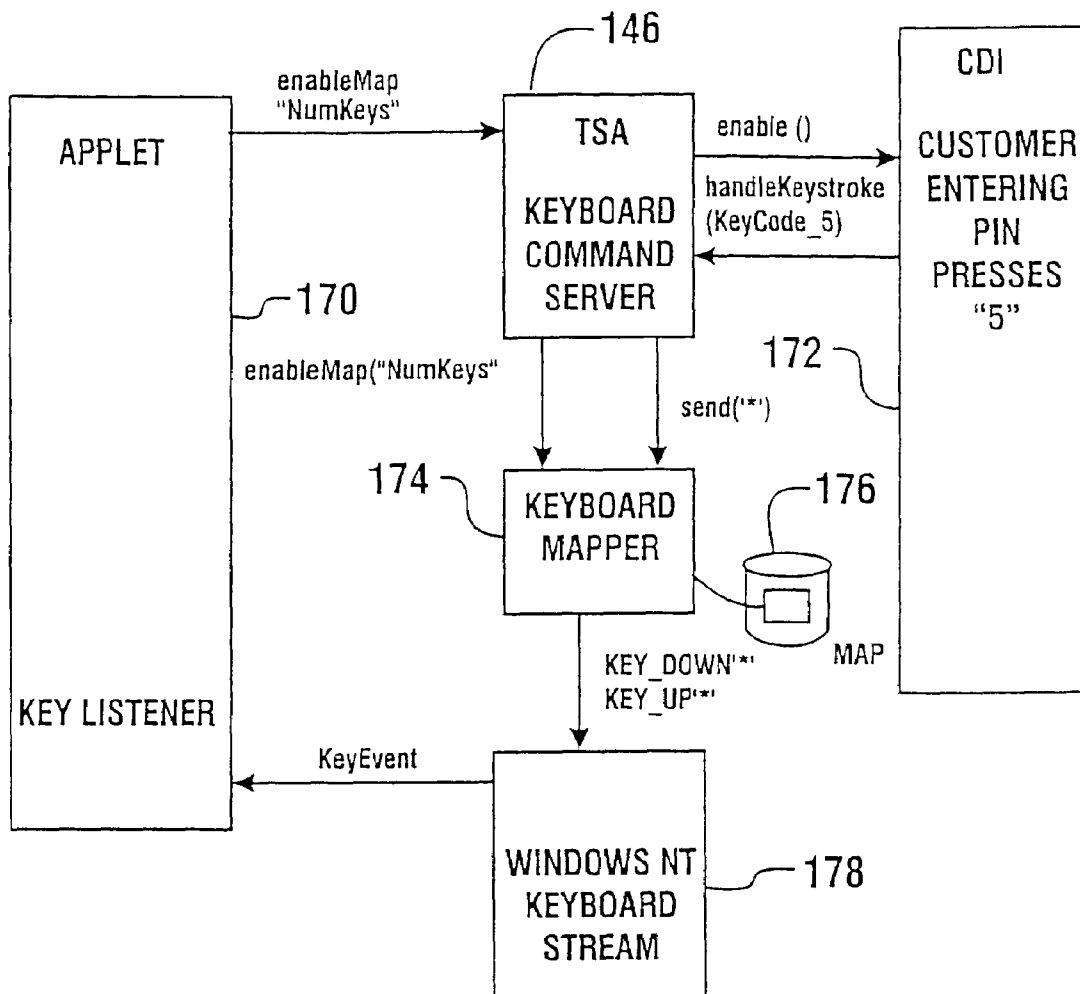 146
enableMap
"NumKeys"
APPLET
TSA
KEYBOARD
COMMAND
SERVER
enable ()
handleKeystroke
(KeyCode_5)
CDI
CUSTOMER
ENTERING
PIN
PRESSES
"5"
170
172
enableMap("NumKeys"
send('*')
174
KEYBOARD
MAPPER
176
MAP
KEY_DOWN'*'
KEY_UP'*'
KEY LISTENER
KeyEvent
WINDOWS NT
KEYBOARD
STREAM
178